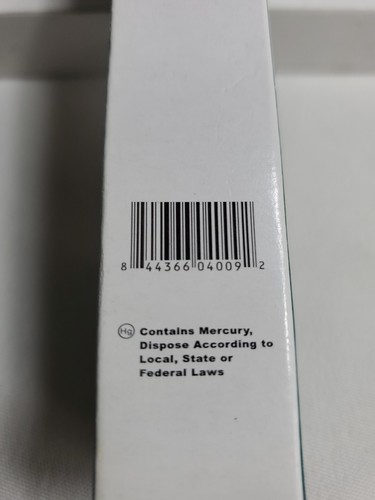 8 44366 04009 2
Hg Contains Mercury,
Dispose According to
Local, State or
Federal Laws